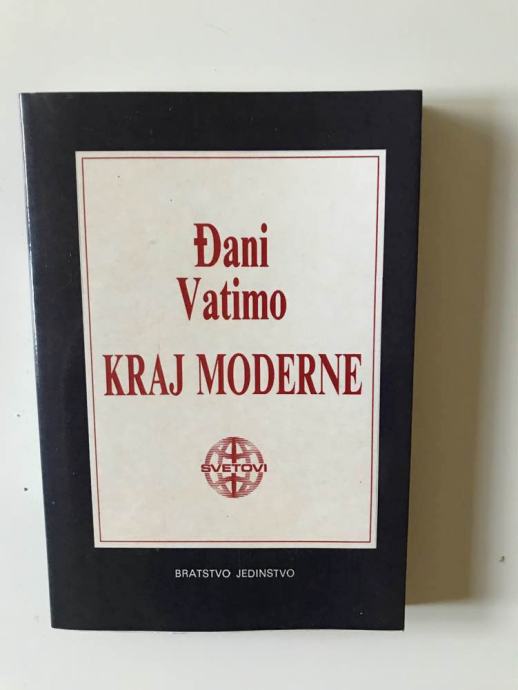 Đani
Vatimo
KRAJ MODERNE
SVETOVI
BRATSTVO JEDINSTVO